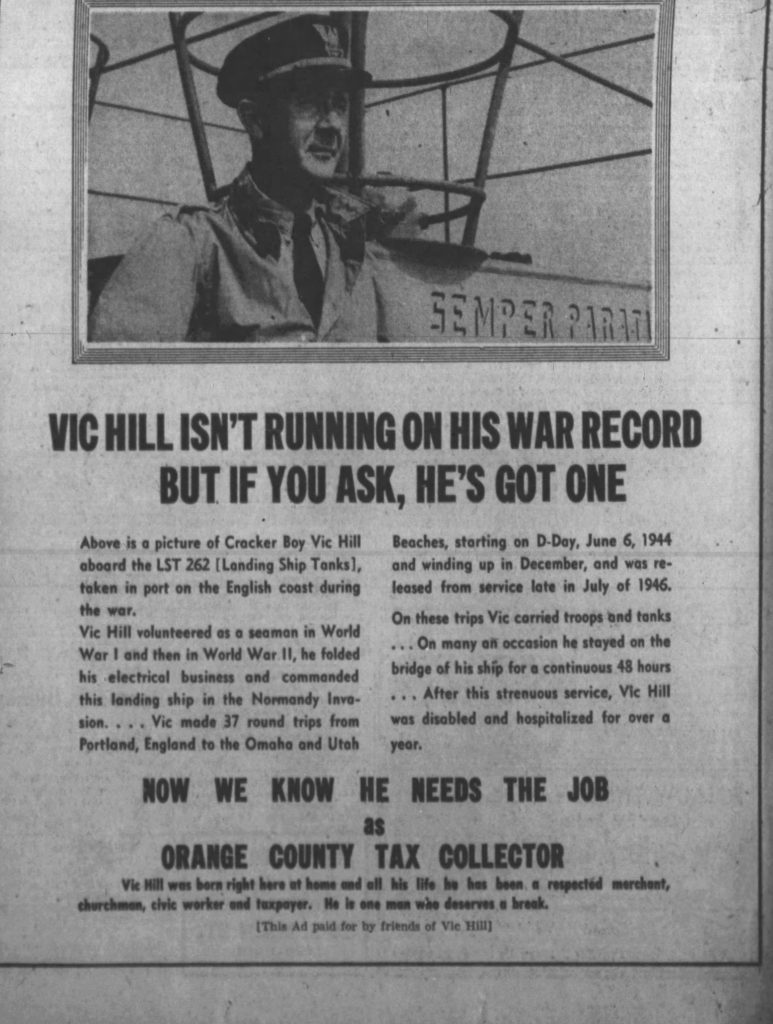 SEMPER PARATI
VIC HILL ISN'T RUNNING ON HIS WAR RECORD
BUT IF YOU ASK, HE'S GOT ONE
Above is a picture of Cracker Boy Vic Hill
aboard the LST 262 [Landing Ship Tanks],
taken in port on the English coast during
the war.
Vic Hill volunteered as a seaman in World
War I and then in World War II, he folded
his electrical business and commanded
this landing ship in the Normandy Inva-
sion. . . . Vic made 37 round trips from
Portland, England to the Omaha and Utah
Beaches, starting on D-Day, June 6, 1944
and winding up in December, and was re-
leased from service late in July of 1946.
On these trips Vic carried troops and tanks
. . . On many an occasion he stayed on the
bridge of his ship for a continuous 48 hours
. . . After this strenuous service, Vic Hill
was disabled and hospitalized for over a
year.
NOW WE KNOW HE NEEDS THE JOB
as
ORANGE COUNTY TAX COLLECTOR
Vic Hill was born right here at home and all his life he has been a respected merchant,
churchman, civic worker and taxpayer. He is one man who deserves a break.
[This Ad paid for by friends of Vic Hill]